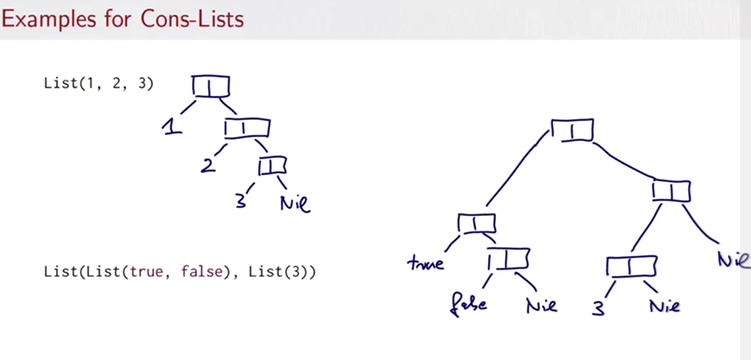 Examples for Cons-Lists
List(1, 2, 3)
1
2
3 Nil
List(List(true, false), List(3))
true
false Nil
3 Nil
Nil